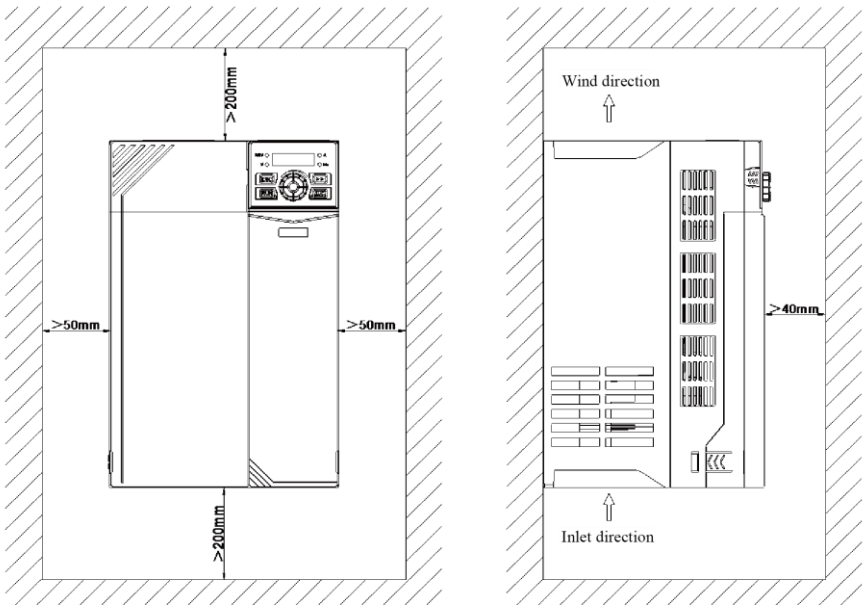 >200mm
>50mm
>50mm
>200mm
Wind direction
>40mm
Inlet direction